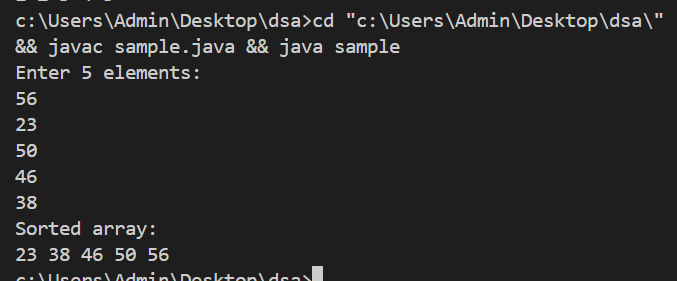 c:\Users\Admin\Desktop\dsa>cd "c:\Users\Admin\Desktop\dsa\"
&& javac sample.java && java sample
Enter 5 elements:
56
23
50
46
38
Sorted array:
23 38 46 50 56
c:\Users\Admin\Desktop\dsa>